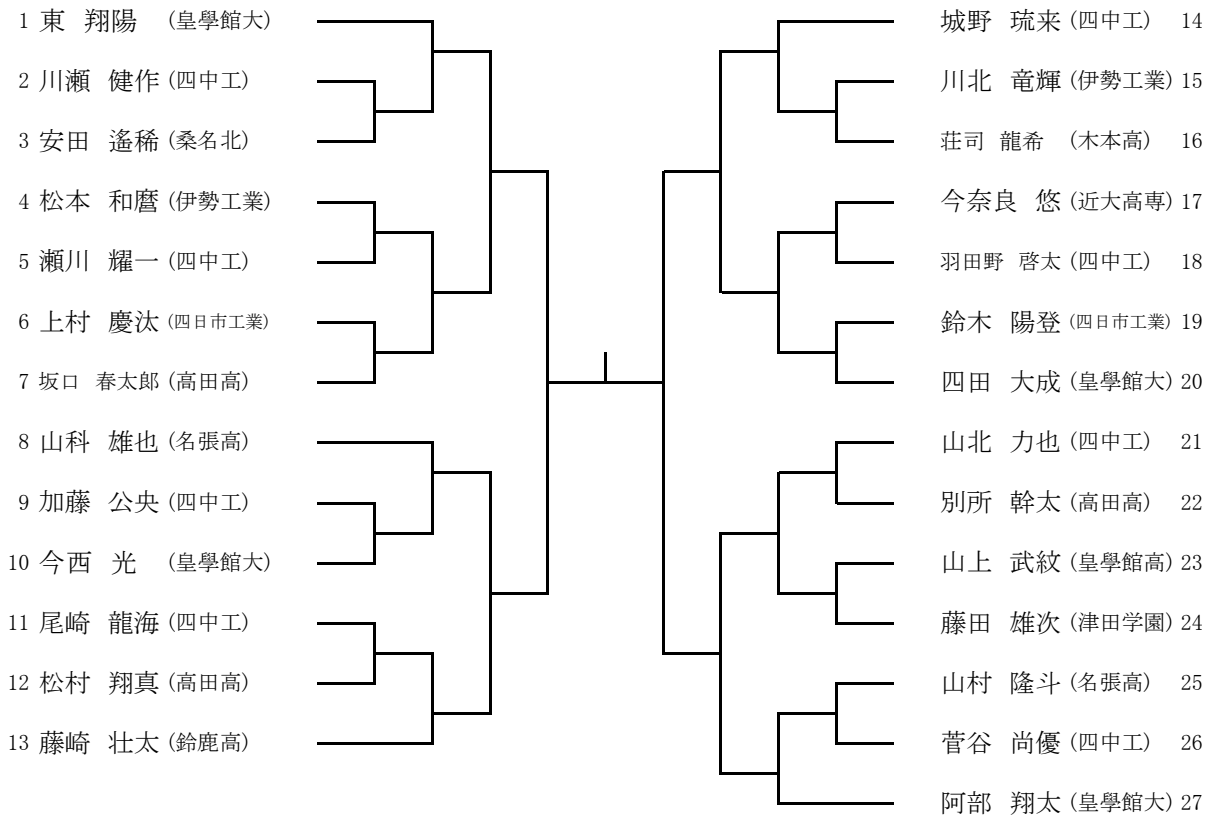 1 東 翔陽 (皇學館大)
2 川瀬 健作 (四中工)
3 安田 遙稀 (桑名北)
4 松本 和麿 (伊勢工業)
5 瀬川 耀一 (四中工)
6 上村 慶汰 (四日市工業)
7 坂口 春太郎 (高田高)
8 山科 雄也 (名張高)
9 加藤 公央 (四中工)
10 今西 光 (皇學館大)
11 尾崎 龍海 (四中工)
12 松村 翔真 (高田高)
13 藤崎 壮太 (鈴鹿高)
城野 琉来 (四中工) 14
川北 竜輝 (伊勢工業) 15
荘司 龍希 (木本高) 16
今奈良 悠 (近大高専) 17
羽田野 啓太 (四中工) 18
鈴木 陽登 (四日市工業) 19
四田 大成 (皇學館大) 20
山北 力也 (四中工) 21
別所 幹太 (高田高) 22
山上 武紋 (皇學館高) 23
藤田 雄次 (津田学園) 24
山村 隆斗 (名張高) 25
菅谷 尚優 (四中工) 26
阿部 翔太 (皇學館大) 27